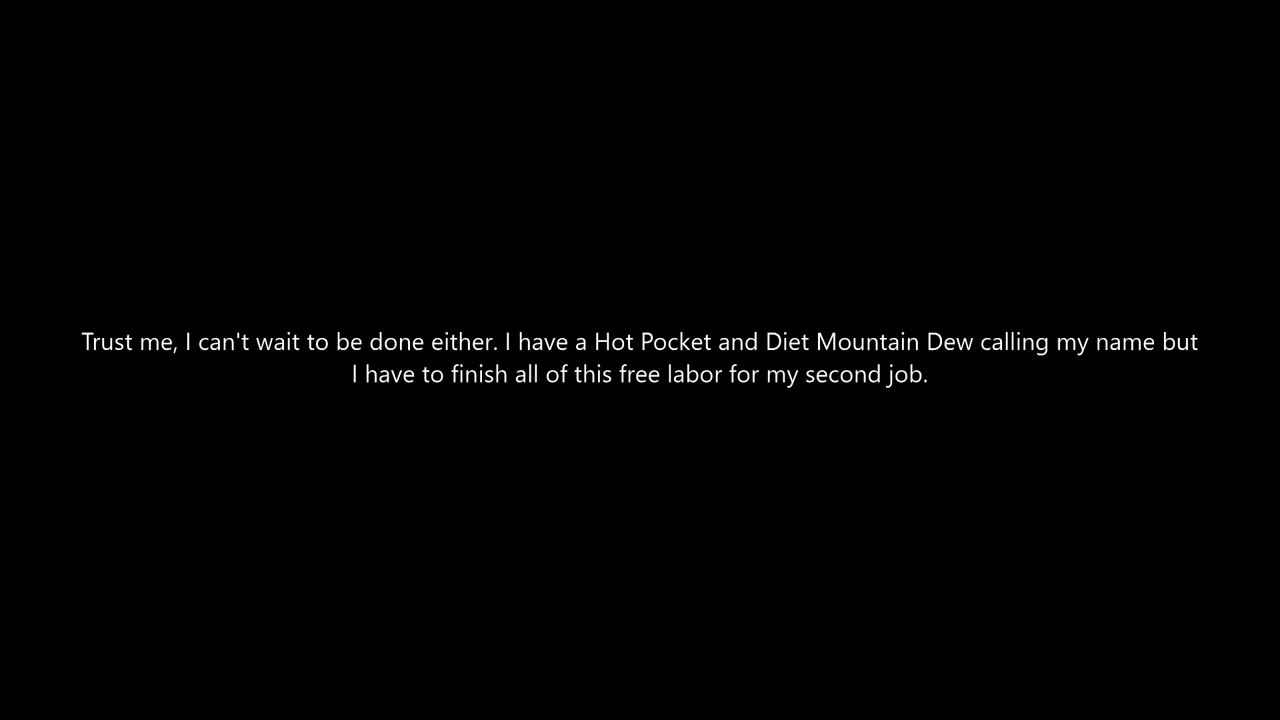 Trust me, I can't wait to be done either. I have a Hot Pocket and Diet Mountain Dew calling my name but
I have to finish all of this free labor for my second job.